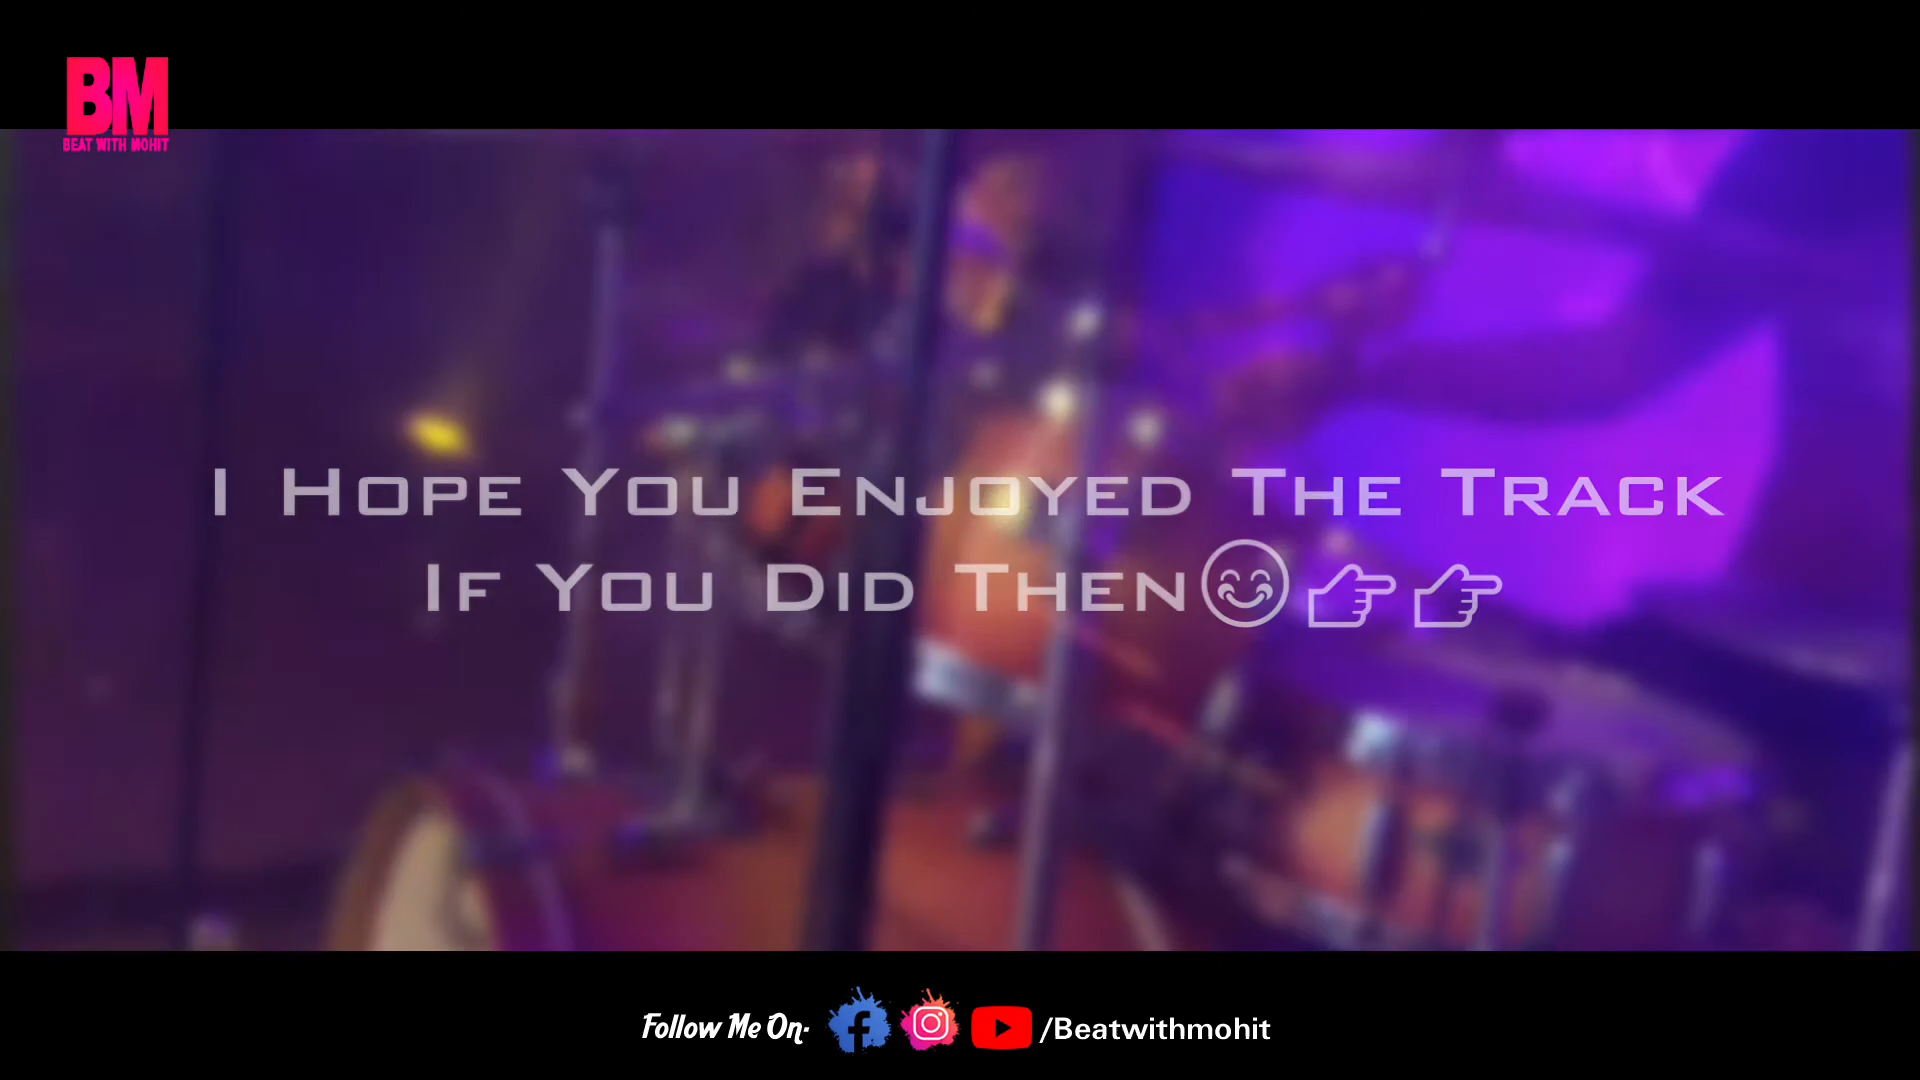 BM
BEAT WITH MOHIT
I Hope You Enjoyed The Track
If You Did Then😊👉👉
Follow Me On:
/Beatwithmohit